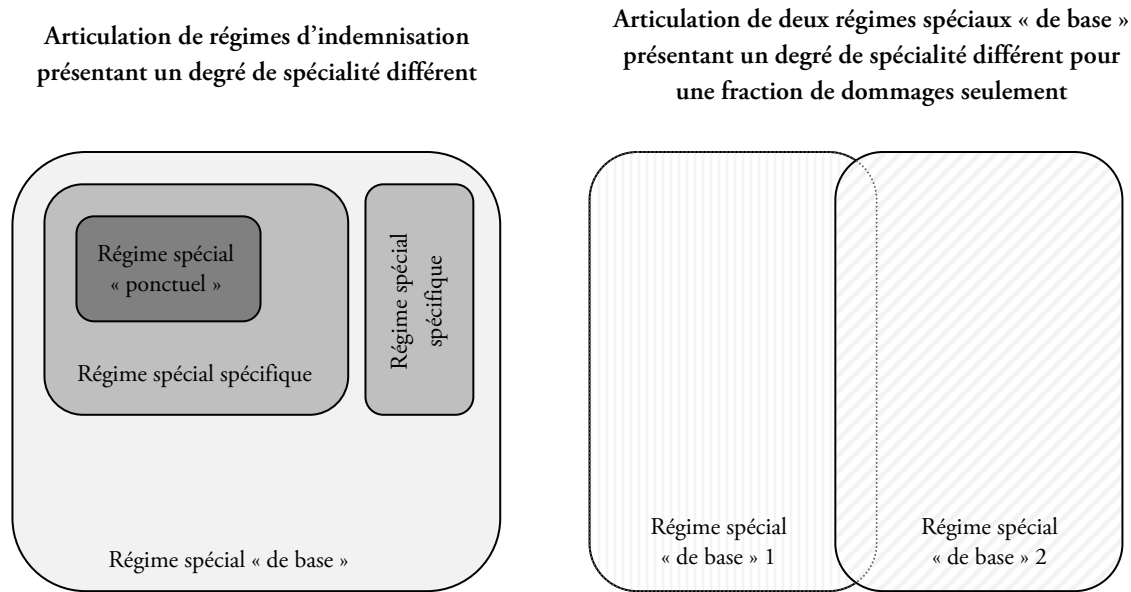 Articulation de régimes d’indemnisation
présentant un degré de spécialité différent
Régime spécial
« ponctuel »
Régime spécial spécifique
Régime spécial
spécifique
Régime spécial « de base »
Articulation de deux régimes spéciaux « de base »
présentant un degré de spécialité différent pour
une fraction de dommages seulement
Régime spécial
« de base » 1
Régime spécial
« de base » 2